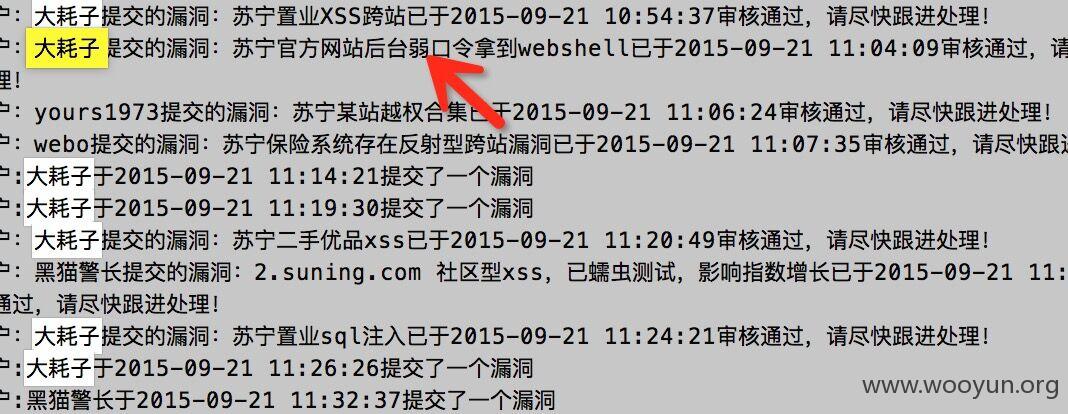 户: 大耗子提交的漏洞: 苏宁置业XSS跨站已于2015-09-21 10:54:37审核通过, 请尽快跟进处理!
户: 大耗子提交的漏洞: 苏宁官方网站后台弱口令拿到webshell已于2015-09-21 11:04:09审核通过, 请尽快跟
理!
户: yours1973提交的漏洞: 苏宁某站越权合集已于2015-09-21 11:06:24审核通过, 请尽快跟进处理!
户: webo提交的漏洞: 苏宁保险系统存在反射型跨站漏洞已于2015-09-21 11:07:35审核通过, 请尽快跟进
户:大耗子于2015-09-21 11:14:21提交了一个漏洞
户:大耗子于2015-09-21 11:19:30提交了一个漏洞
户: 大耗子提交的漏洞: 苏宁二手优品xss已于2015-09-21 11:20:49审核通过, 请尽快跟进处理!
户: 黑猫警长提交的漏洞: 2.suning.com 社区型xss, 已蠕虫测试, 影响指数增长已于2015-09-21 11:
通过, 请尽快跟进处理!
户: 大耗子提交的漏洞: 苏宁置业sql注入已于2015-09-21 11:24:21审核通过, 请尽快跟进处理!
户:大耗子于2015-09-21 11:26:26提交了一个漏洞
户:黑猫警长于2015-09-21 11:32:37提交了一个漏洞
www.wooyun.org